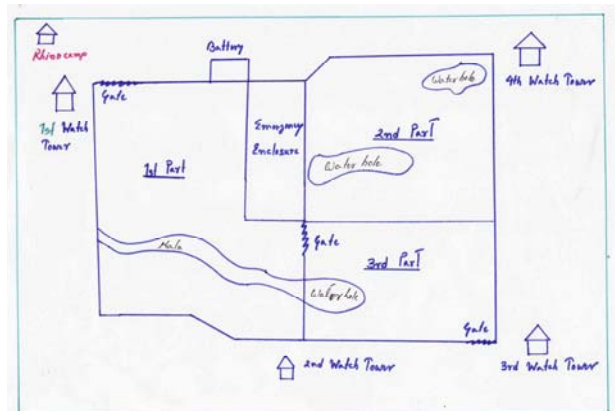 Rhino camp
Battery
4th Watch Tower
Gate
1st Watch
Tower
Emergency
Enclosure
Water hole
2nd Part
1st Part
Water hole
Gate
Nala
3rd Part
Water hole
Gate
2nd Watch Tower
3rd Watch Tower